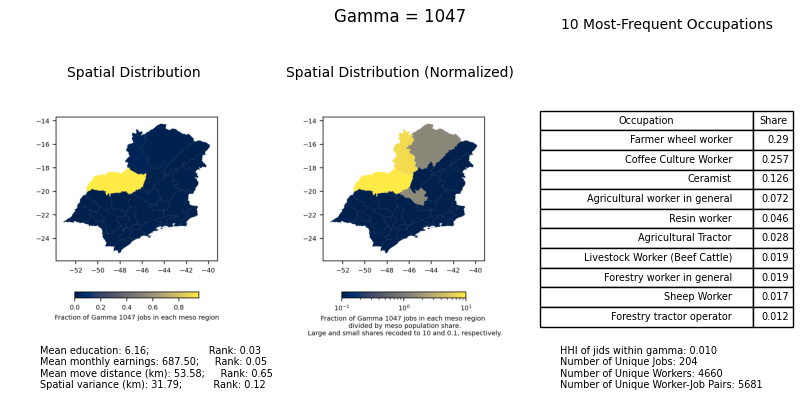 Gamma = 1047
10 Most-Frequent Occupations
Spatial Distribution
Spatial Distribution (Normalized)
−14
−16
−18
−20
−22
−24
−52 −50 −48 −46 −44 −42 −40
0.0 0.2 0.4 0.6 0.8
Fraction of Gamma 1047 jobs in each meso region
−14
−16
−18
−20
−22
−24
−52 −50 −48 −46 −44 −42 −40
10⁻¹ 10⁰ 10¹
Fraction of Gamma 1047 jobs in each meso region
divided by meso population share.
Large and small shares recoded to 10 and 0.1, respectively.
Occupation Share
Farmer wheel worker 0.29
Coffee Culture Worker 0.257
Ceramist 0.126
Agricultural worker in general 0.072
Resin worker 0.046
Agricultural Tractor 0.028
Livestock Worker (Beef Cattle) 0.019
Forestry worker in general 0.019
Sheep Worker 0.017
Forestry tractor operator 0.012
Mean education: 6.16; Rank: 0.03
Mean monthly earnings: 687.50; Rank: 0.05
Mean move distance (km): 53.58; Rank: 0.65
Spatial variance (km): 31.79; Rank: 0.12
HHI of jids within gamma: 0.010
Number of Unique Jobs: 204
Number of Unique Workers: 4660
Number of Unique Worker-Job Pairs: 5681